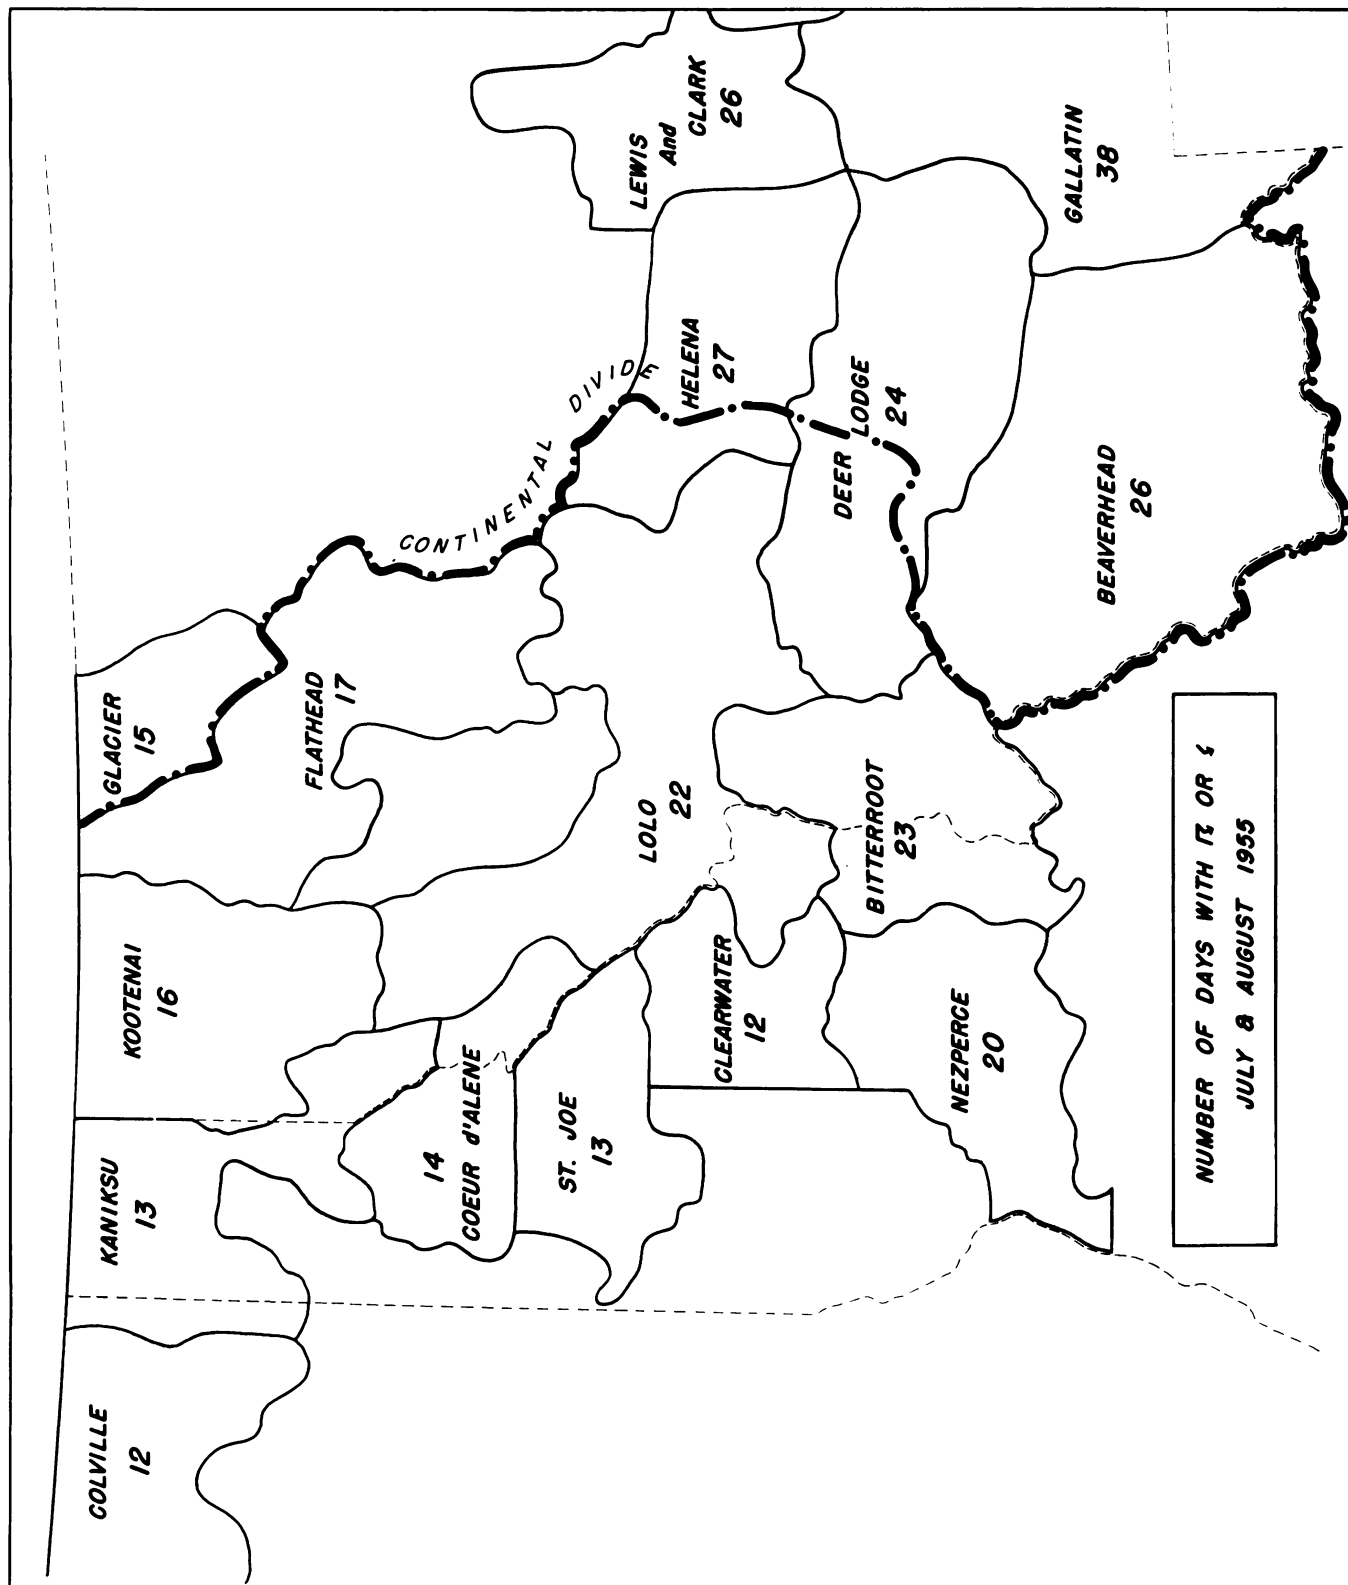 COLVILLE
12
KANIKSU
13
KOOTENAI
16
GLACIER
15
FLATHEAD
17
CONTINENTAL DIVIDE
14
COEUR d'ALENE
ST. JOE
13
LOLO
22
CLEARWATER
12
HELENA
27
LEWIS
And
CLARK
26
BITTERROOT
23
DEER
LODGE
24
NEZPERCE
20
BEAVERHEAD
26
GALLATIN
38
NUMBER OF DAYS WITH OR
JULY & AUGUST 1955